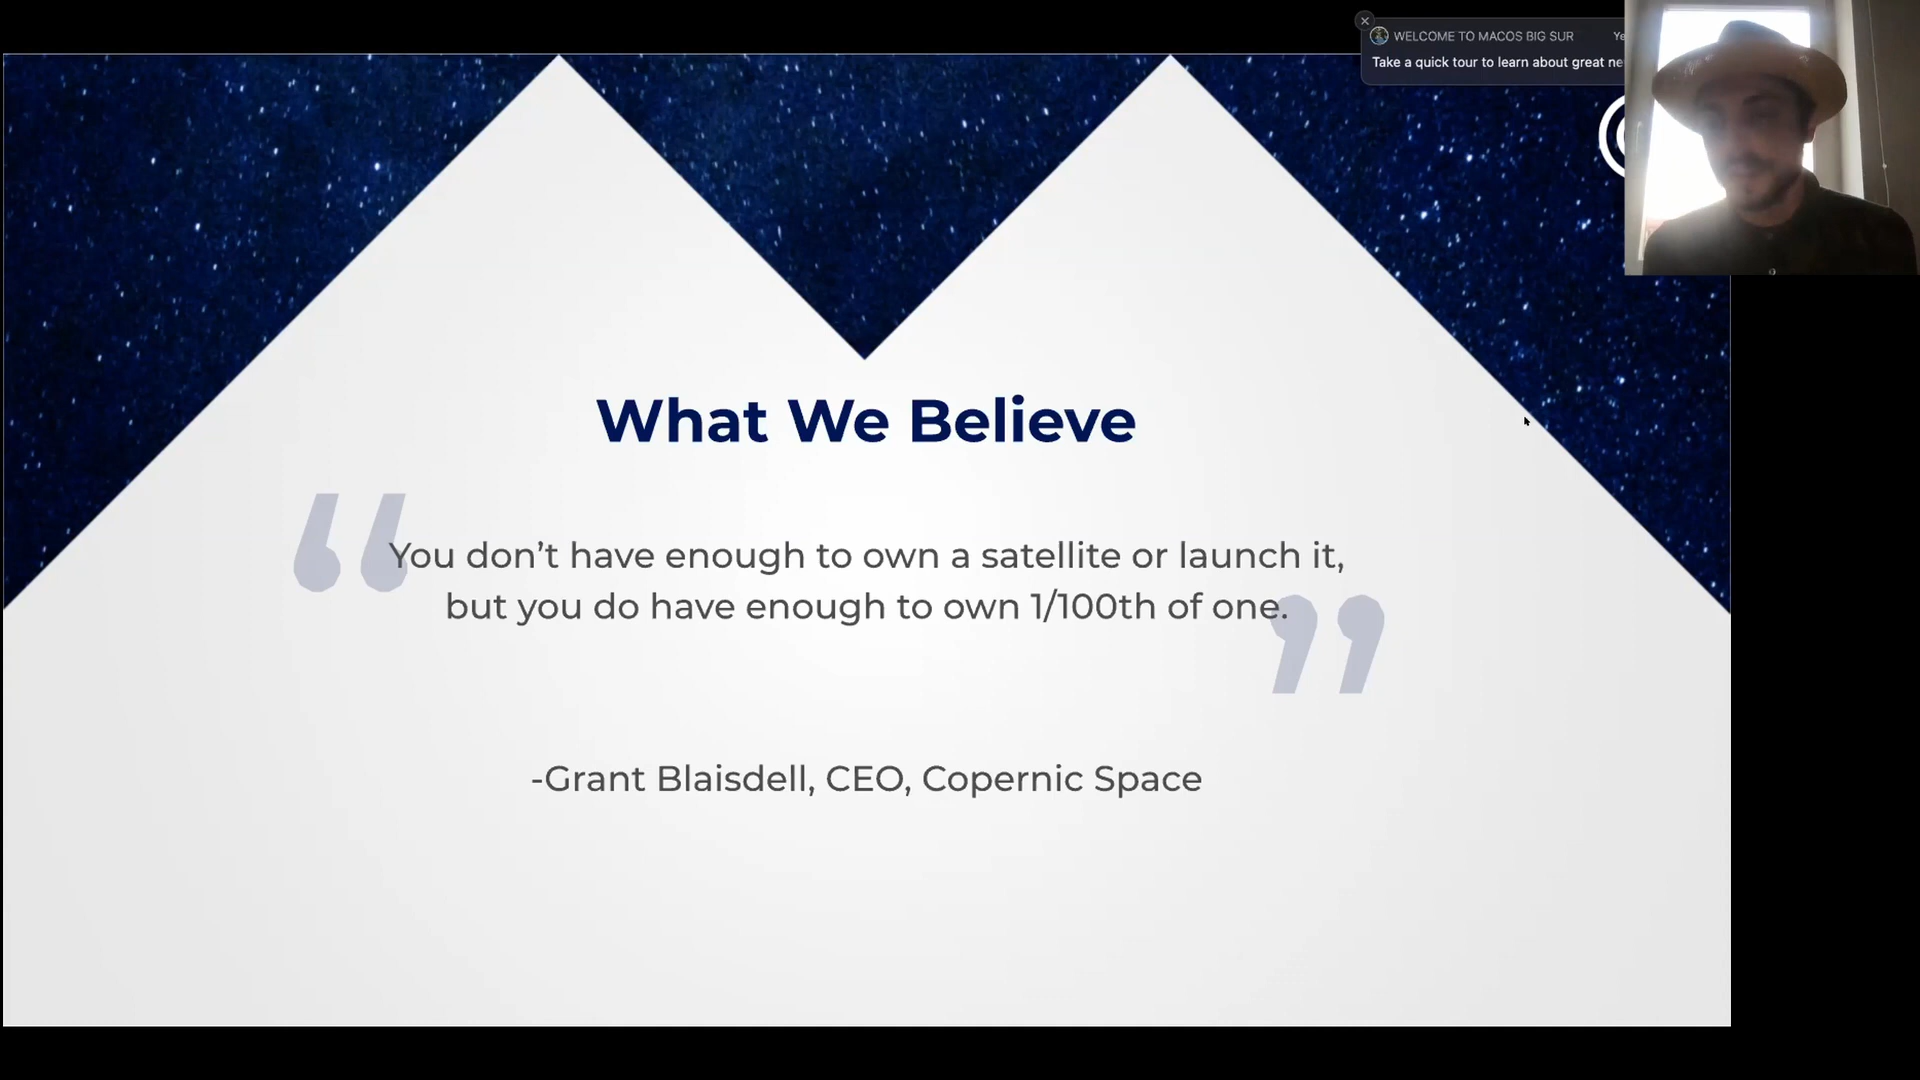 WELCOME TO MACOS BIG SUR
Take a quick tour to learn about great
What We Believe
“You don’t have enough to own a satellite or launch it,
but you do have enough to own 1/100th of one.”
-Grant Blaisdell, CEO, Copernic Space